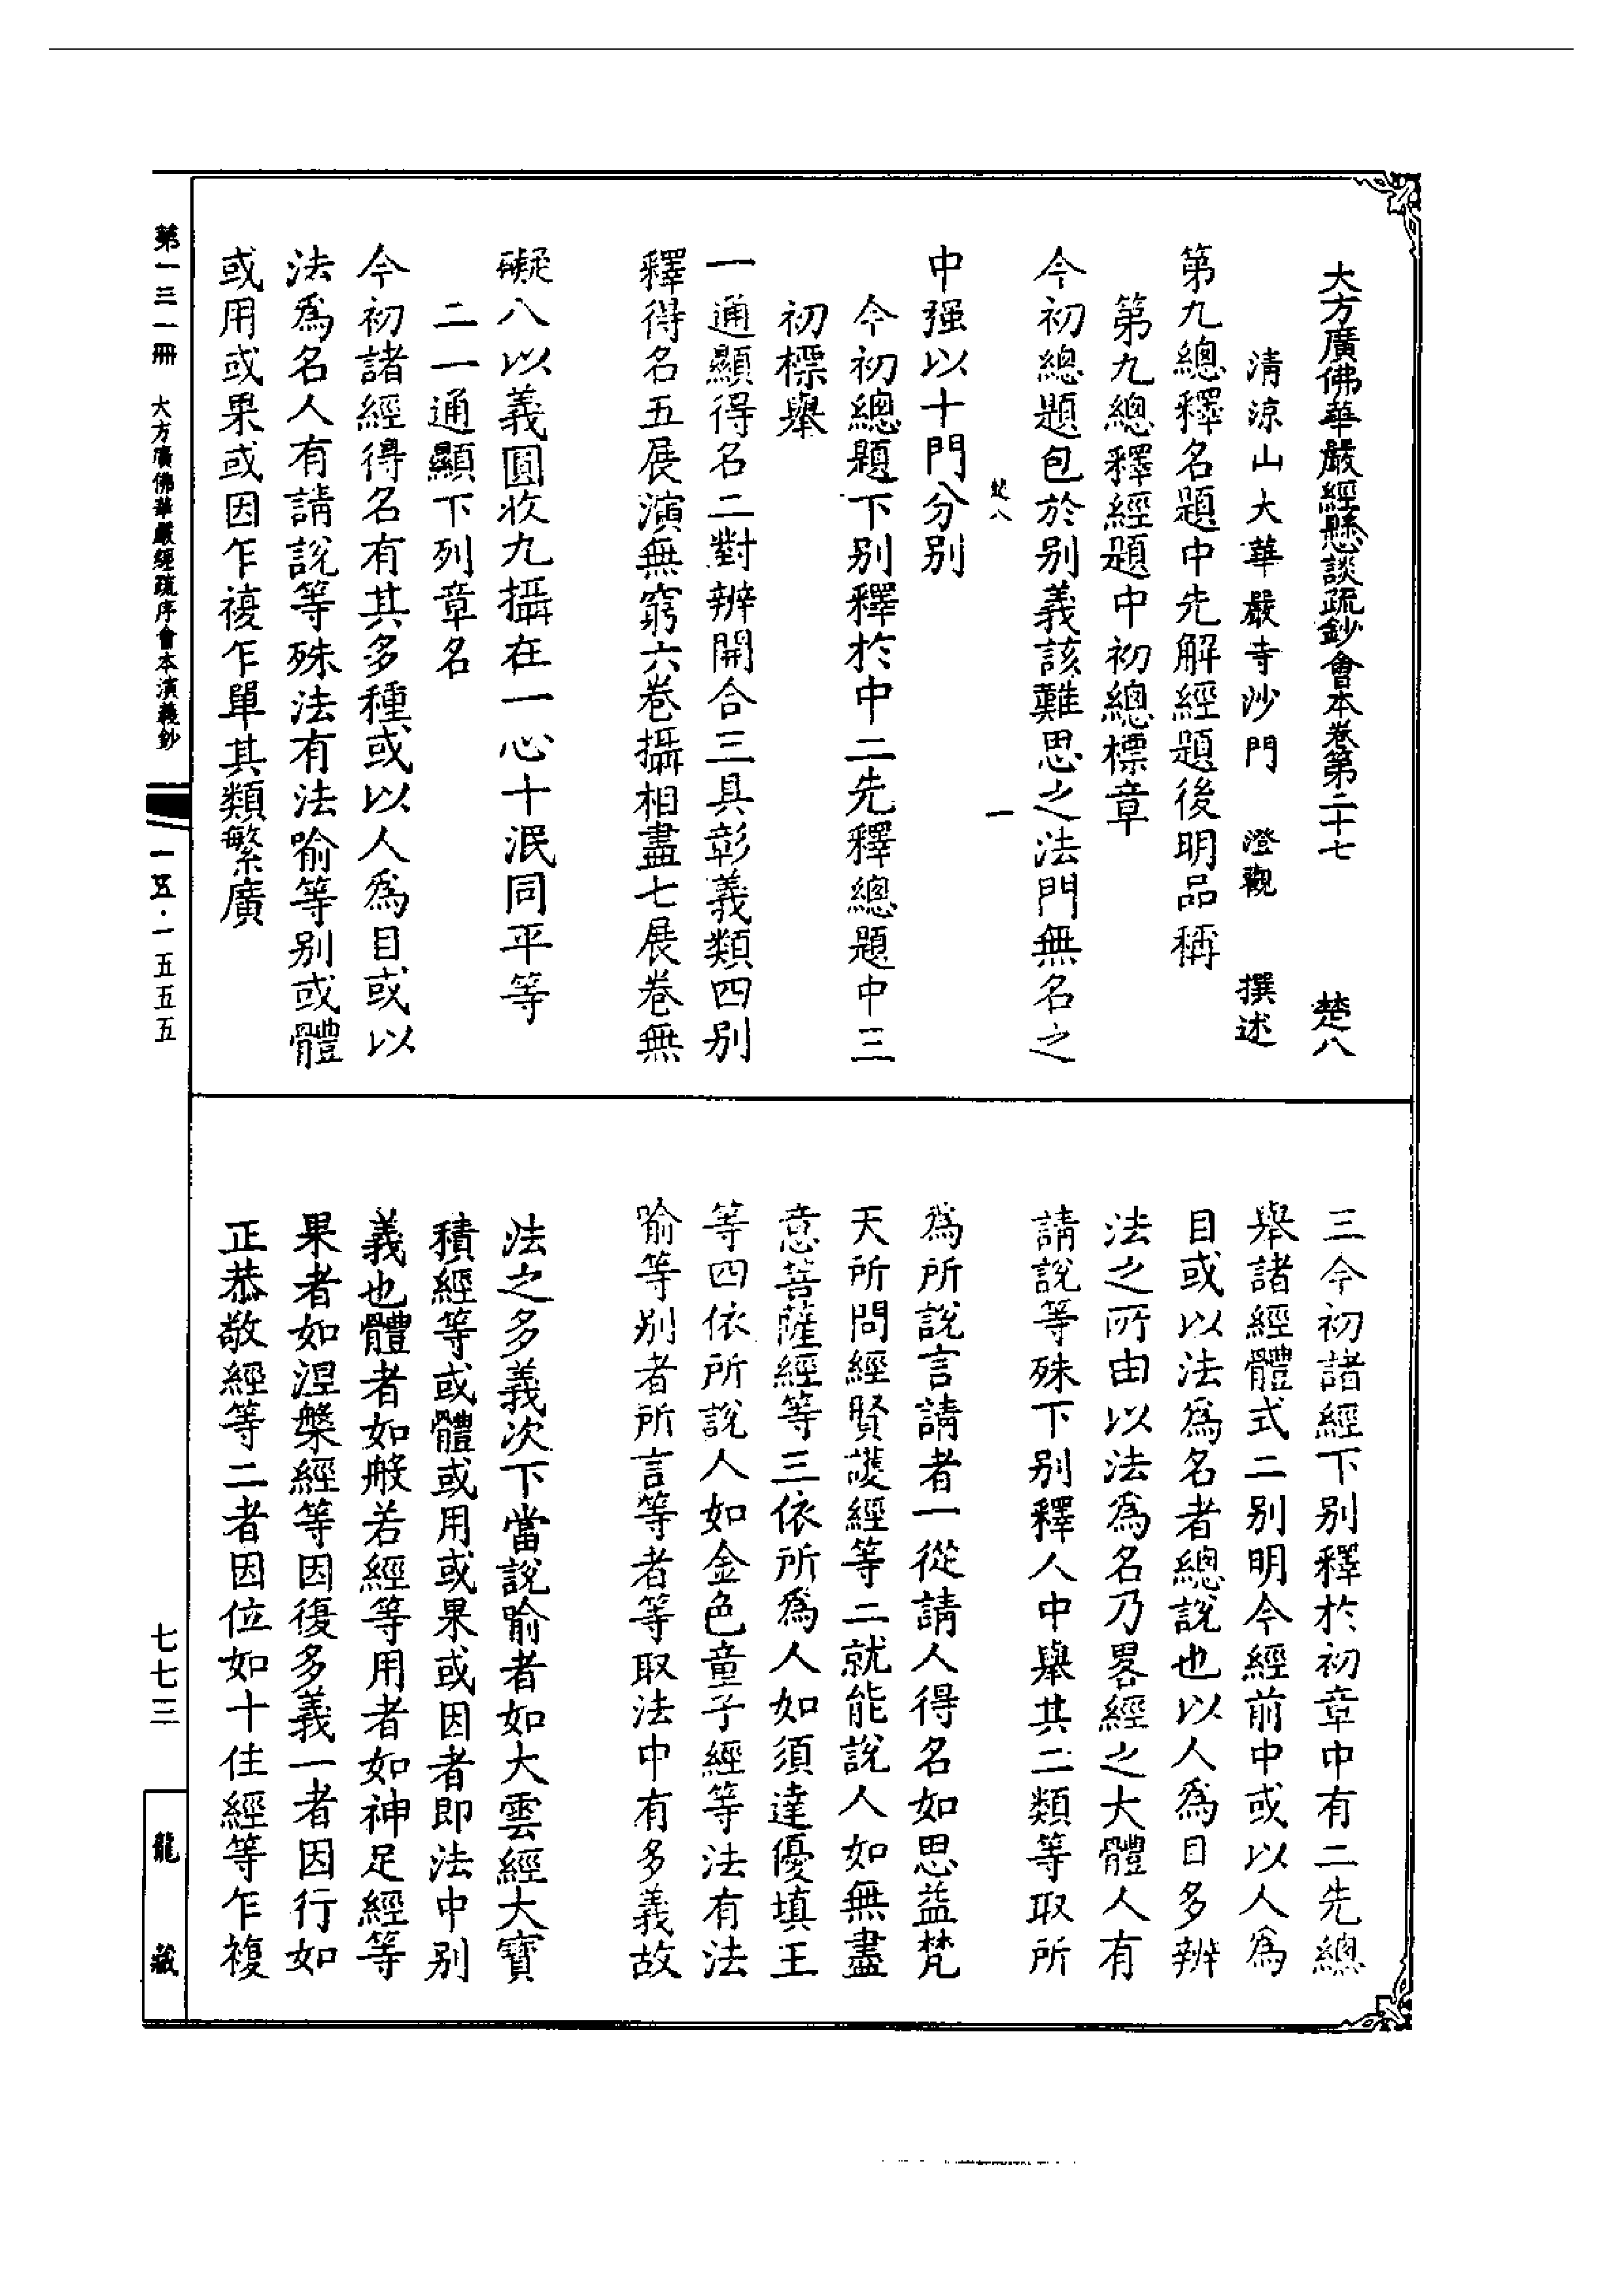 大方廣佛華嚴經懸談疏鈔會本卷第二十七 楚八
清涼山大華嚴寺沙門 澄觀 撰述
第九總釋名題中先解經題後明品稱
第九總釋經題中初總標章
今初總題包於別義該難思之法門無名之
楚八 一
中强以十門分別
今初總題下別釋於中二先釋總題中三
初標舉
一通顯得名二對辨開合三具彰義類四別
釋得名五展演無窮六卷攝相盡七展卷無
礙八以義圓收九攝在一心十泯同平等
二一通顯下列章名
今初諸經得名有其多種或以人為目或以
法為名人有請說等殊法有法喻等別或體
或用或果或因乍複乍單其類繁廣
三今初諸經下別釋於初章中有二先總
舉諸經體式二別明今經前中或以人為
目或以法為名者總說也以人為目多辨
法之所由以法為名乃畧經之大體人有
請說等殊下別釋人中舉其二類等取所
為所說言請者一從請人得名如思益梵
天所問經賢護經等二就能說人如無盡
意菩薩經等三依所為人如須達優填王
等四依所說人如金色童子經等法有法
喻等別者所言等者等取法中有多義故
法之多義次下當說喻者如大雲經大寶
積經等或體或用或果或因者即法中別
義也體者如般若經等用者如神足經等
果者如涅槃經等因復多義一者因行如
正恭敬經等二者因位如十住經等乍複
第一三一冊 大方廣佛華嚴經疏序會本演義鈔
一五·一五五五
七七三
龍藏